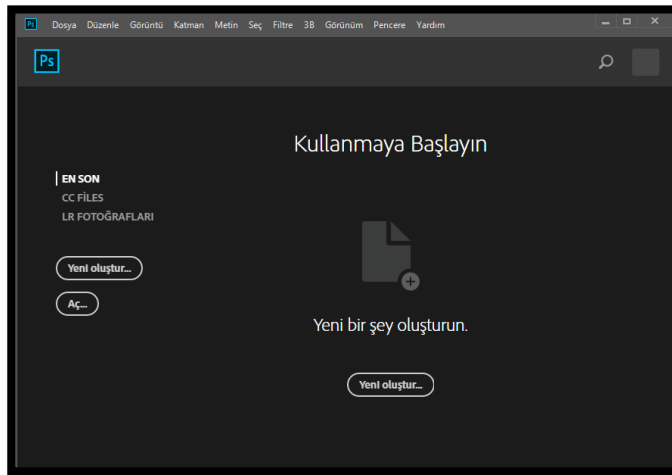 Ps Dosya Düzenle Görüntü Katman Metin Seç Filtre 3B Görünüm Pencere Yardım
Ps
Kullanmaya Başlayın
EN SON
CC FİLES
LR FOTOĞRAFLARI
Yeni oluştur...
Aç...
Yeni bir şey oluşturun.
Yeni oluştur...